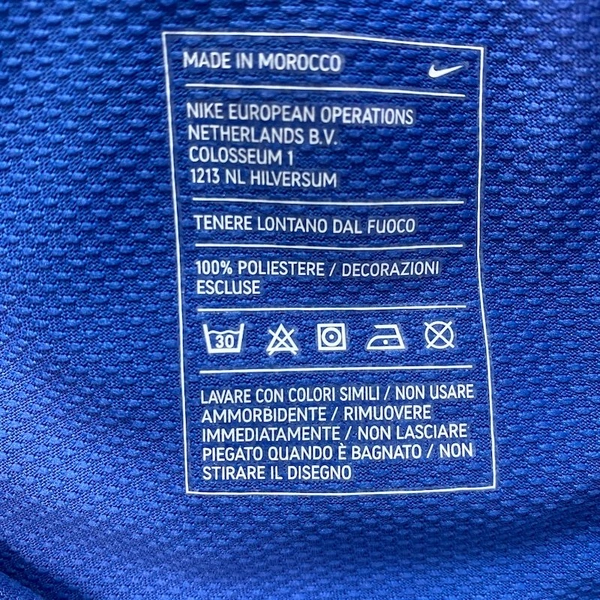 MADE IN MOROCCO
NIKE EUROPEAN OPERATIONS
NETHERLANDS B.V.
COLOSSEUM 1
1213 NL HILVERSUM
TENERE LONTANO DAL FUOCO
100% POLIESTERE / DECORAZIONI
ESCLUSE
30
LAVARE CON COLORI SIMILI / NON USARE
AMMORBIDENTE / RIMUOVERE
IMMEDIATAMENTE / NON LASCIARE
PIEGATO QUANDO È BAGNATO / NON
STIRARE IL DISEGNO